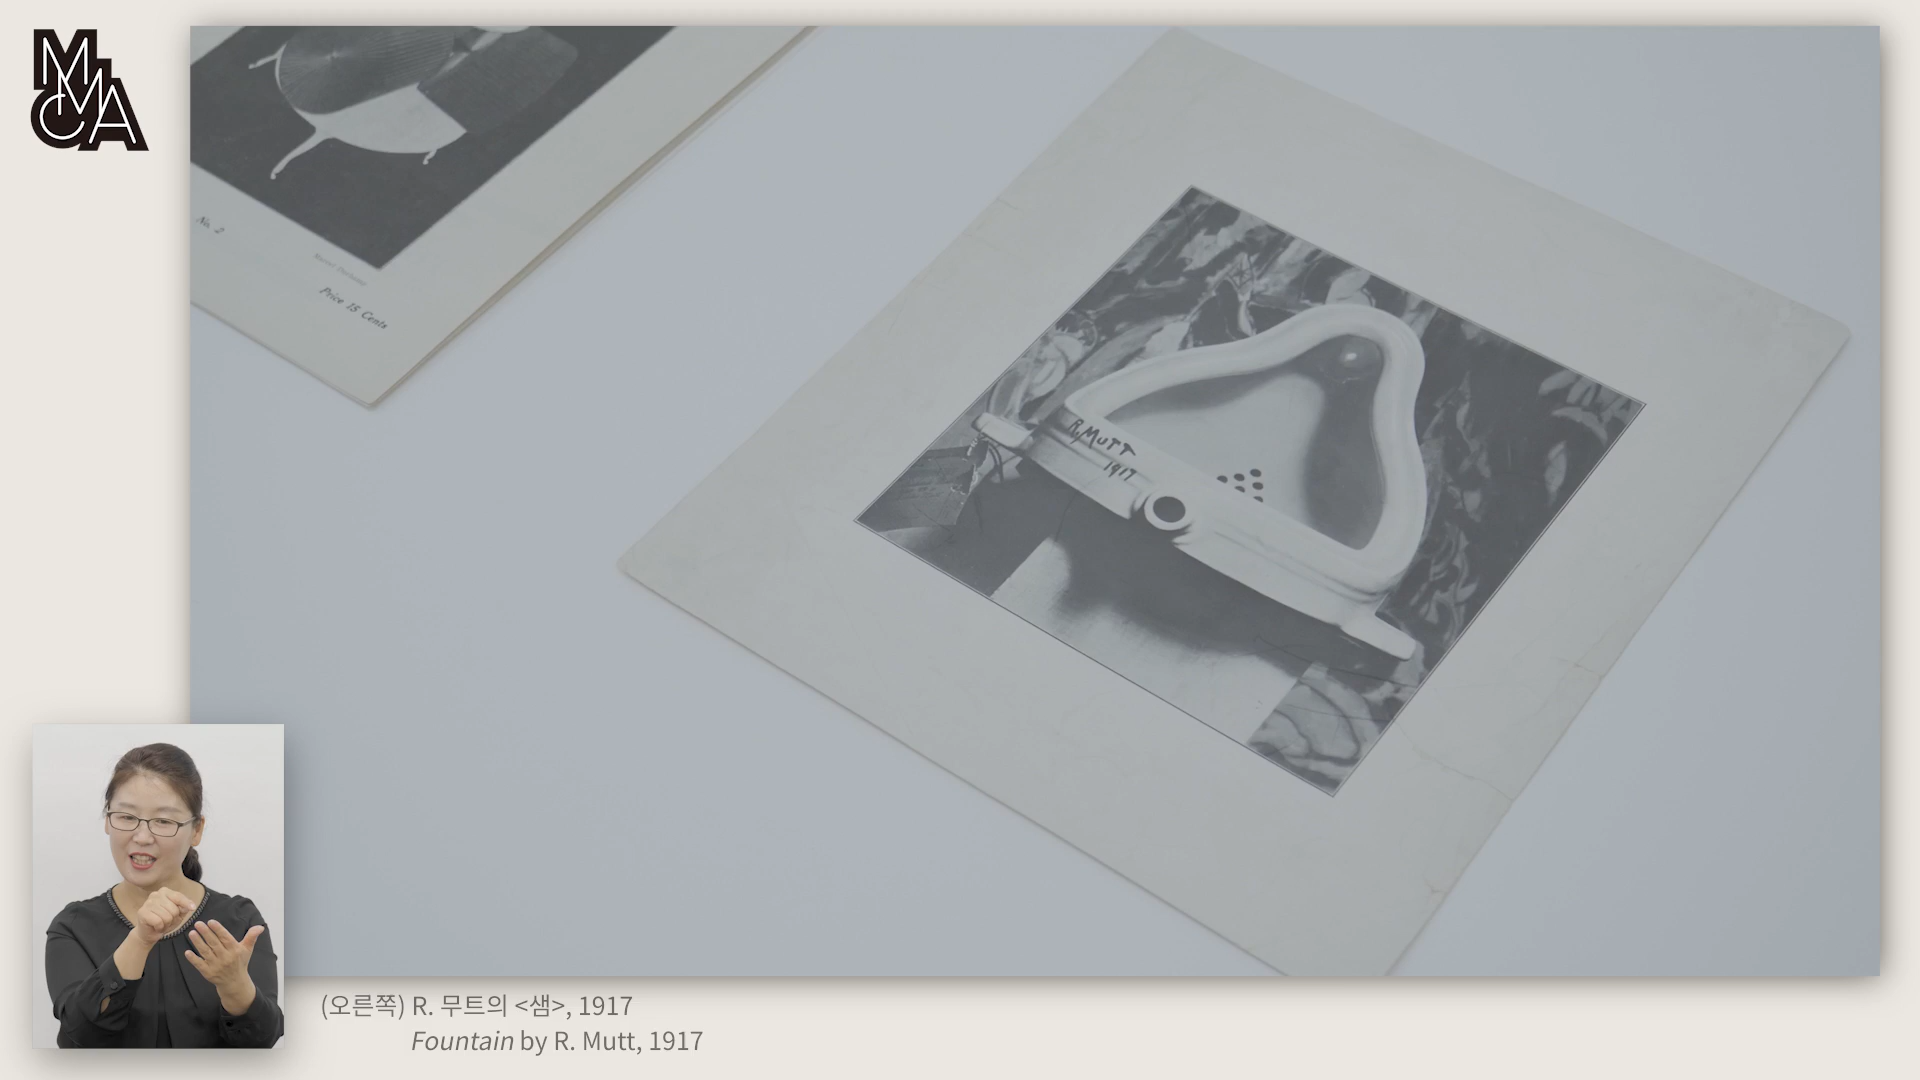 MMCA
No. 2
Price 15 Cents
R. MUTT
1917
(오른쪽) R. 무트의 <샘>, 1917
Fountain by R. Mutt, 1917